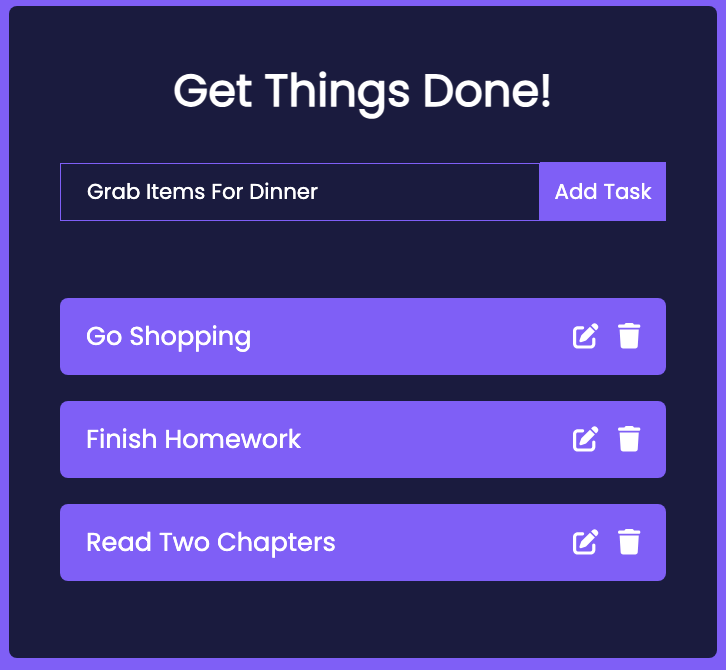 Get Things Done!
Grab Items For Dinner
Add Task
Go Shopping
Finish Homework
Read Two Chapters